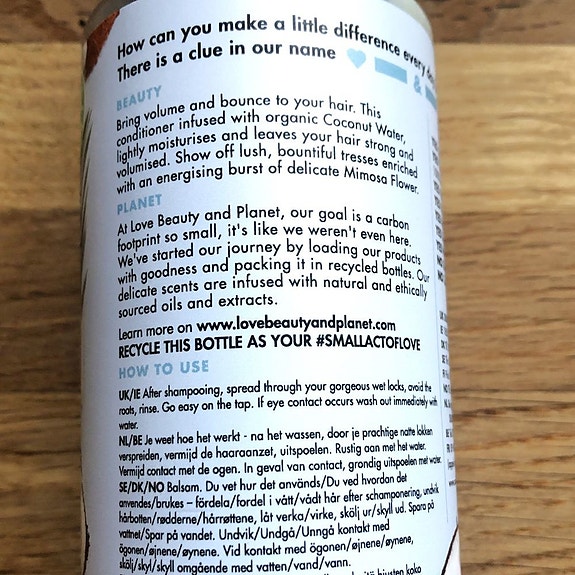 How can you make a little difference every
There is a clue in our name
&
BEAUTY
Bring volume and bounce to your hair. This
conditioner infused with organic Coconut Water,
lightly moisturises and leaves your hair strong and
volumised. Show off lush, bountiful tresses enriched
with an energising burst of delicate Mimosa Flower.
PLANET
At Love Beauty and Planet, our goal is a carbon
footprint so small, it's like we weren't even here.
We've started our journey by loading our products
with goodness and packing it in recycled bottles. Our
delicate scents are infused with natural and ethically
sourced oils and extracts.
Learn more on www.lovebeautyandplanet.com
RECYCLE THIS BOTTLE AS YOUR #SMALLACTOFLOVE
HOW TO USE
UK/IE After shampooing, spread through your gorgeous wet locks, avoid the
roots, rinse. Go easy on the tap. If eye contact occurs wash out immediately with
water.
NL/BE Je weet hoe het werkt - na het wassen, door je prachtige natte lokken
verspreiden, vermijd de haaraanzet, uitspoelen. Rustig aan met het water.
Vermijd contact met de ogen. In geval van contact, grondig uitspoelen met water.
SE/DK/NO Balsam. Du vet hur det används/Du ved hvordan det
anvendes/brukes – fördela/fordel i vått/vådt hår efter schamponering, undvik
hårbotten/rødderne/hårrøttene, låt verka/virke, skölj ur/skyll ud. Spara på
vattnet/Spar på vandet. Undvik/Undgå/Unngå kontakt med
ögonen/øjnene/øynene. Vid kontakt med ögonen/øjnene/øynene,
skölj/skyl/skyll omgående med vatten/vand/vann.
hiusten koko